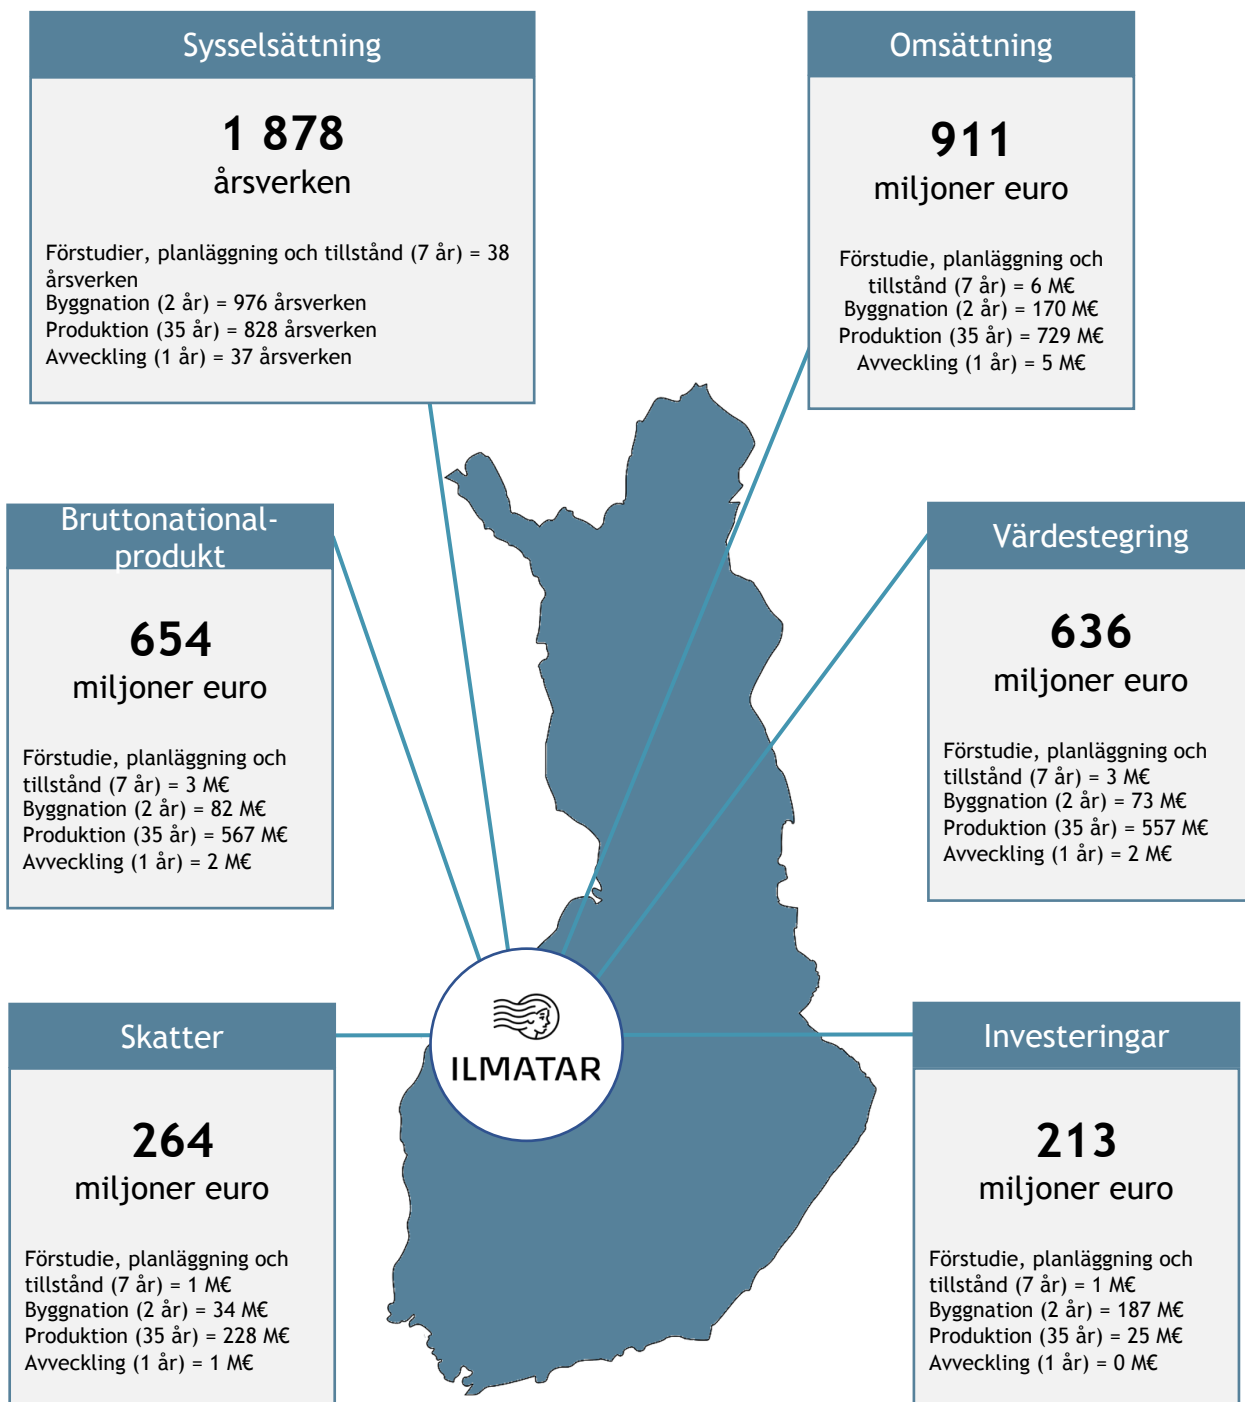 Sysselsättning
1 878
årsverken
Förstudier, planläggning och tillstånd (7 år) = 38
årsverken
Byggnation (2 år) = 976 årsverken
Produktion (35 år) = 828 årsverken
Avveckling (1 år) = 37 årsverken
Omsättning
911
miljoner euro
Förstudie, planläggning och
tillstånd (7 år) = 6 M€
Byggnation (2 år) = 170 M€
Produktion (35 år) = 729 M€
Avveckling (1 år) = 5 M€
Bruttonational-
produkt
654
miljoner euro
Förstudie, planläggning och
tillstånd (7 år) = 3 M€
Byggnation (2 år) = 82 M€
Produktion (35 år) = 567 M€
Avveckling (1 år) = 2 M€
Värdestegring
636
miljoner euro
Förstudie, planläggning och
tillstånd (7 år) = 3 M€
Byggnation (2 år) = 73 M€
Produktion (35 år) = 557 M€
Avveckling (1 år) = 2 M€
ILMATAR
Skatter
264
miljoner euro
Förstudie, planläggning och
tillstånd (7 år) = 1 M€
Byggnation (2 år) = 34 M€
Produktion (35 år) = 228 M€
Avveckling (1 år) = 1 M€
Investeringar
213
miljoner euro
Förstudie, planläggning och
tillstånd (7 år) = 1 M€
Byggnation (2 år) = 187 M€
Produktion (35 år) = 25 M€
Avveckling (1 år) = 0 M€